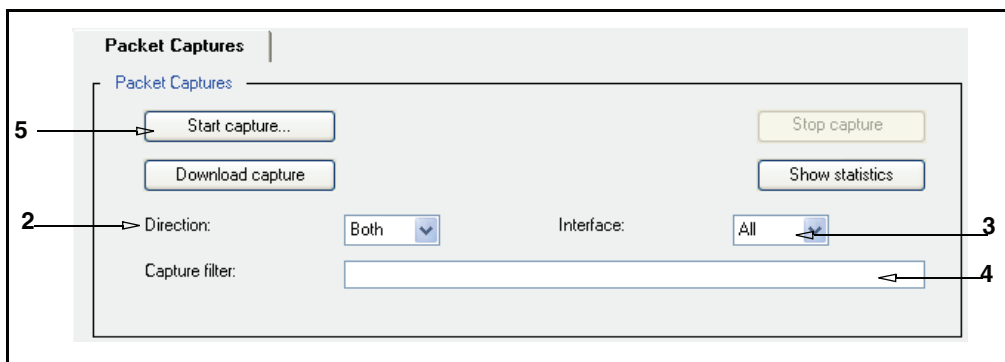 Packet Captures
Packet Captures
5 Start capture... Stop capture
Download capture Show statistics
2 Direction: Both Interface: All 3
Capture filter: 4